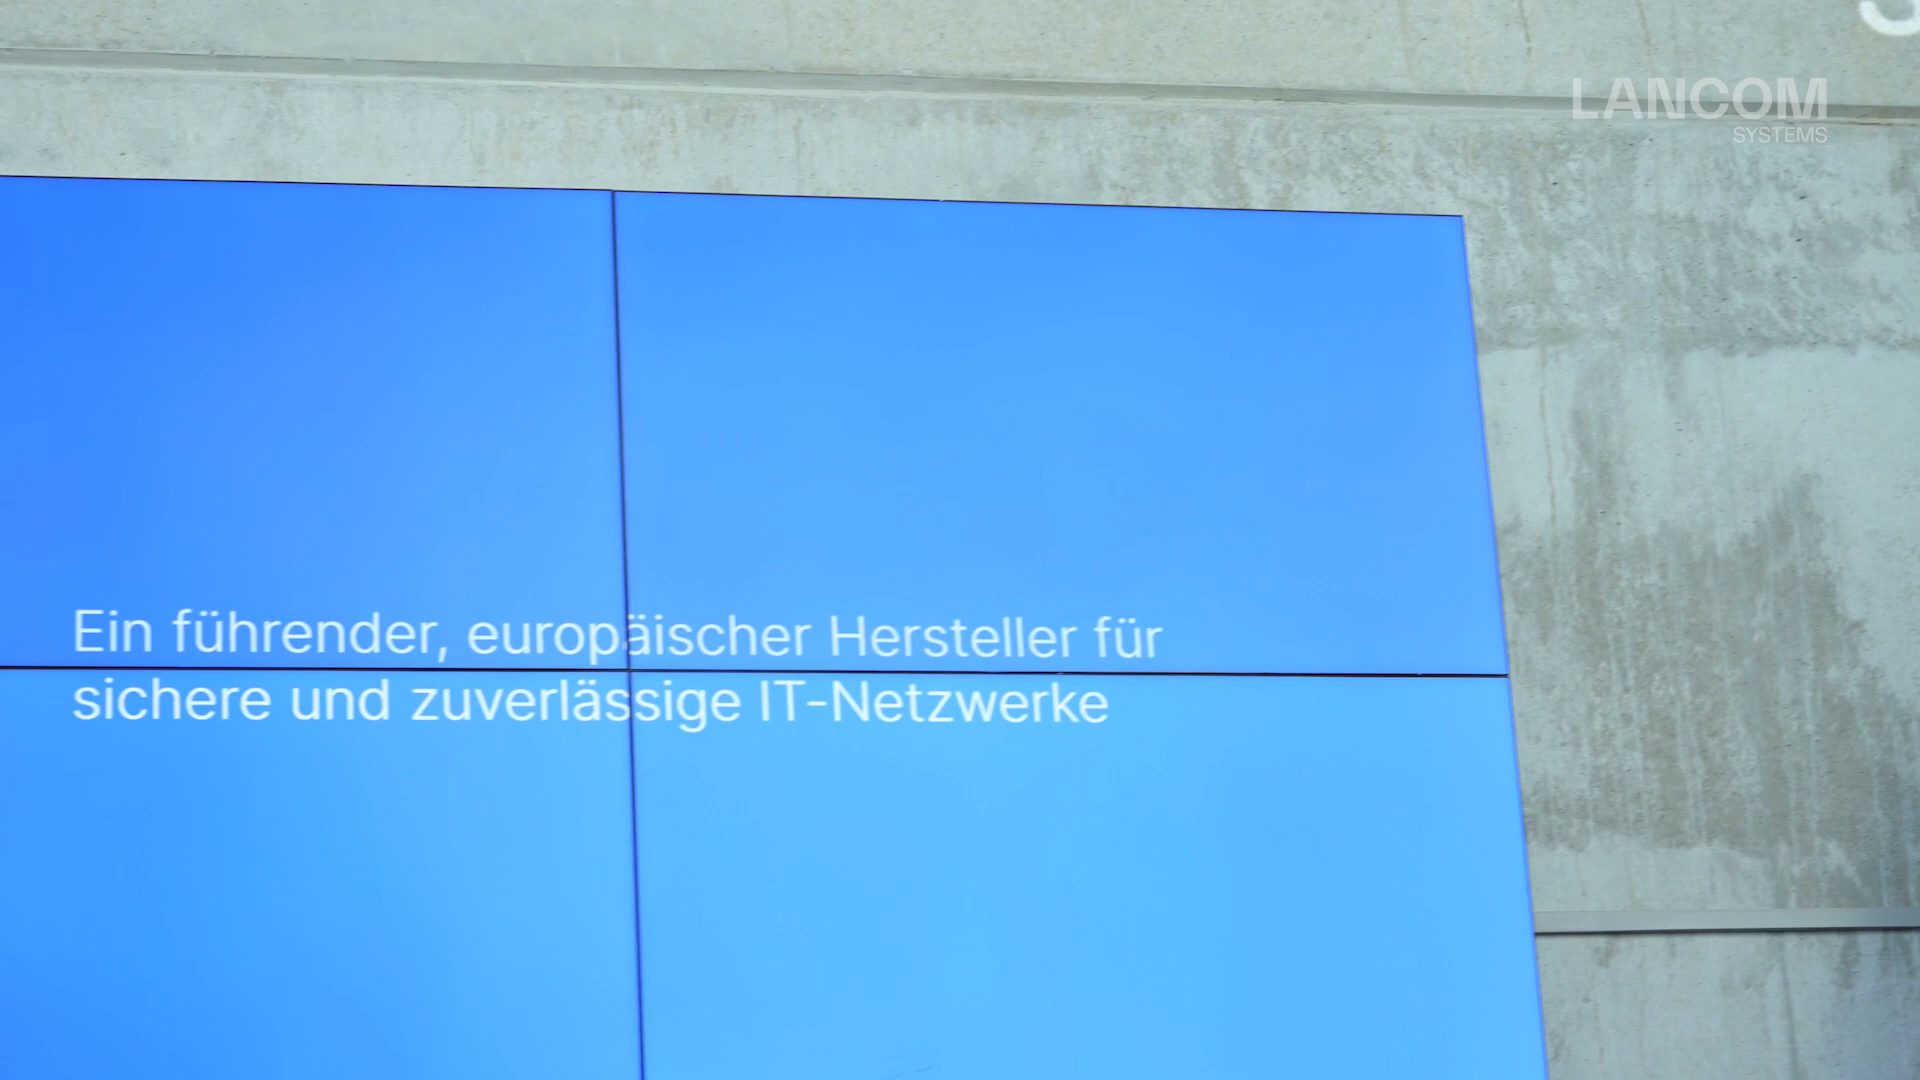 LANCOM
SYSTEMS
Ein führender, europäischer Hersteller für
sichere und zuverlässige IT-Netzwerke